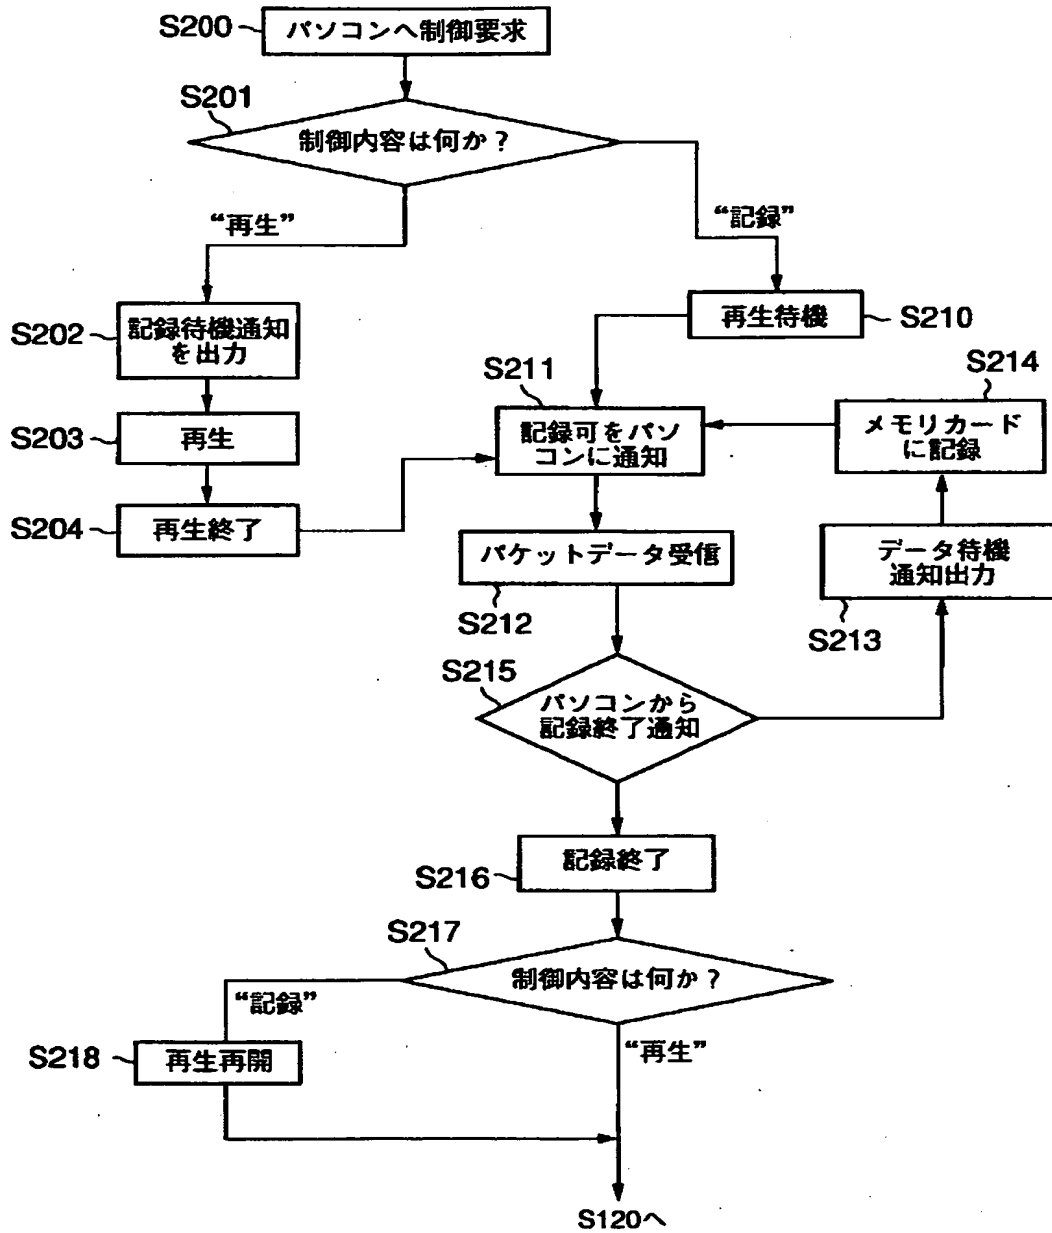 S200
パソコンへ制御要求
S201
制御内容は何か？
“再生”
“記録”
S202
記録待機通知
を出力
再生待機
S210
S211
S214
S203
再生
記録可をパソ
コンに通知
メモリカード
に記録
S204
再生終了
パケットデータ受信
データ待機
通知出力
S212
S213
S215
パソコンから
記録終了通知
記録終了
S216
S217
制御内容は何か？
“記録”
S218
再生再開
“再生”
S120へ